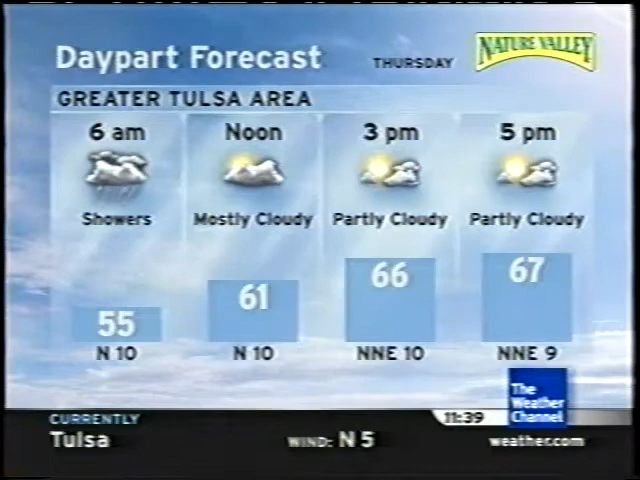 Daypart Forecast
THURSDAY
NATURE VALLEY
GREATER TULSA AREA
6 am Noon 3 pm 5 pm
Showers Mostly Cloudy Partly Cloudy Partly Cloudy
55 61 66 67
N 10 N 10 NNE 10 NNE 9
The
Weather
Channel
CURRENTLY 11:39
Tulsa WIND: N 5 weather.com